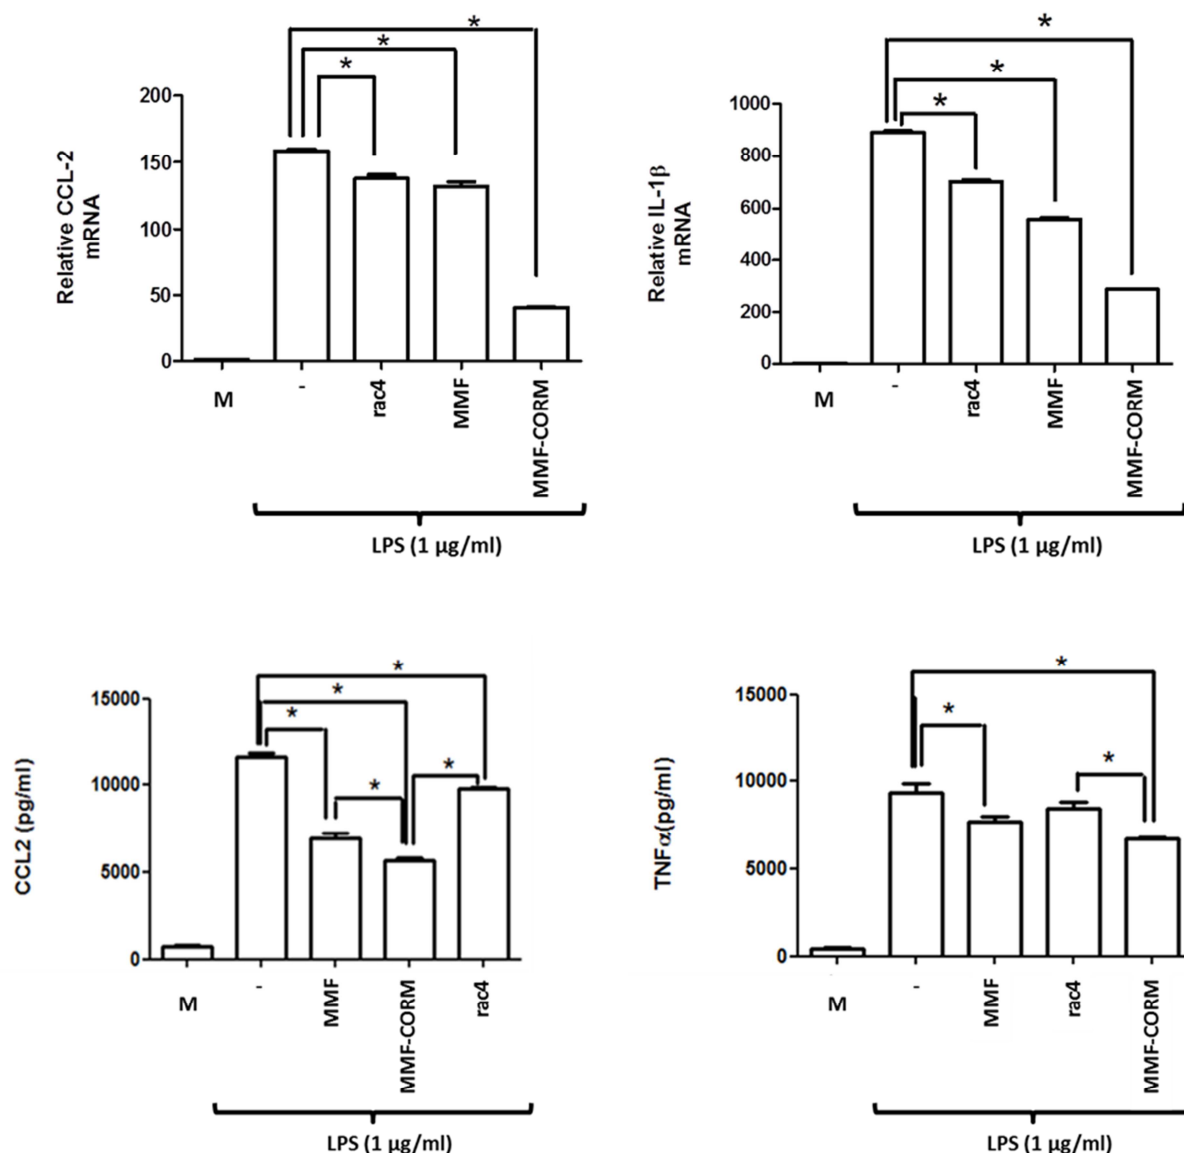 *
*
*
200
150
100
50
0
Relative CCL-2
mRNA
M
-
rac4
MMF
MMF-CORM
LPS (1 µg/ml)
*
*
*
1000
800
600
400
200
0
Relative IL-1β
mRNA
M
-
rac4
MMF
MMF-CORM
LPS (1 µg/ml)
*
*
*
*
*
15000
10000
5000
0
CCL2 (pg/ml)
M
-
MMF
MMF-CORM
rac4
LPS (1 µg/ml)
*
*
*
15000
10000
5000
0
TNFα(pg/ml)
M
-
MMF
rac4
MMF-CORM
LPS (1 µg/ml)